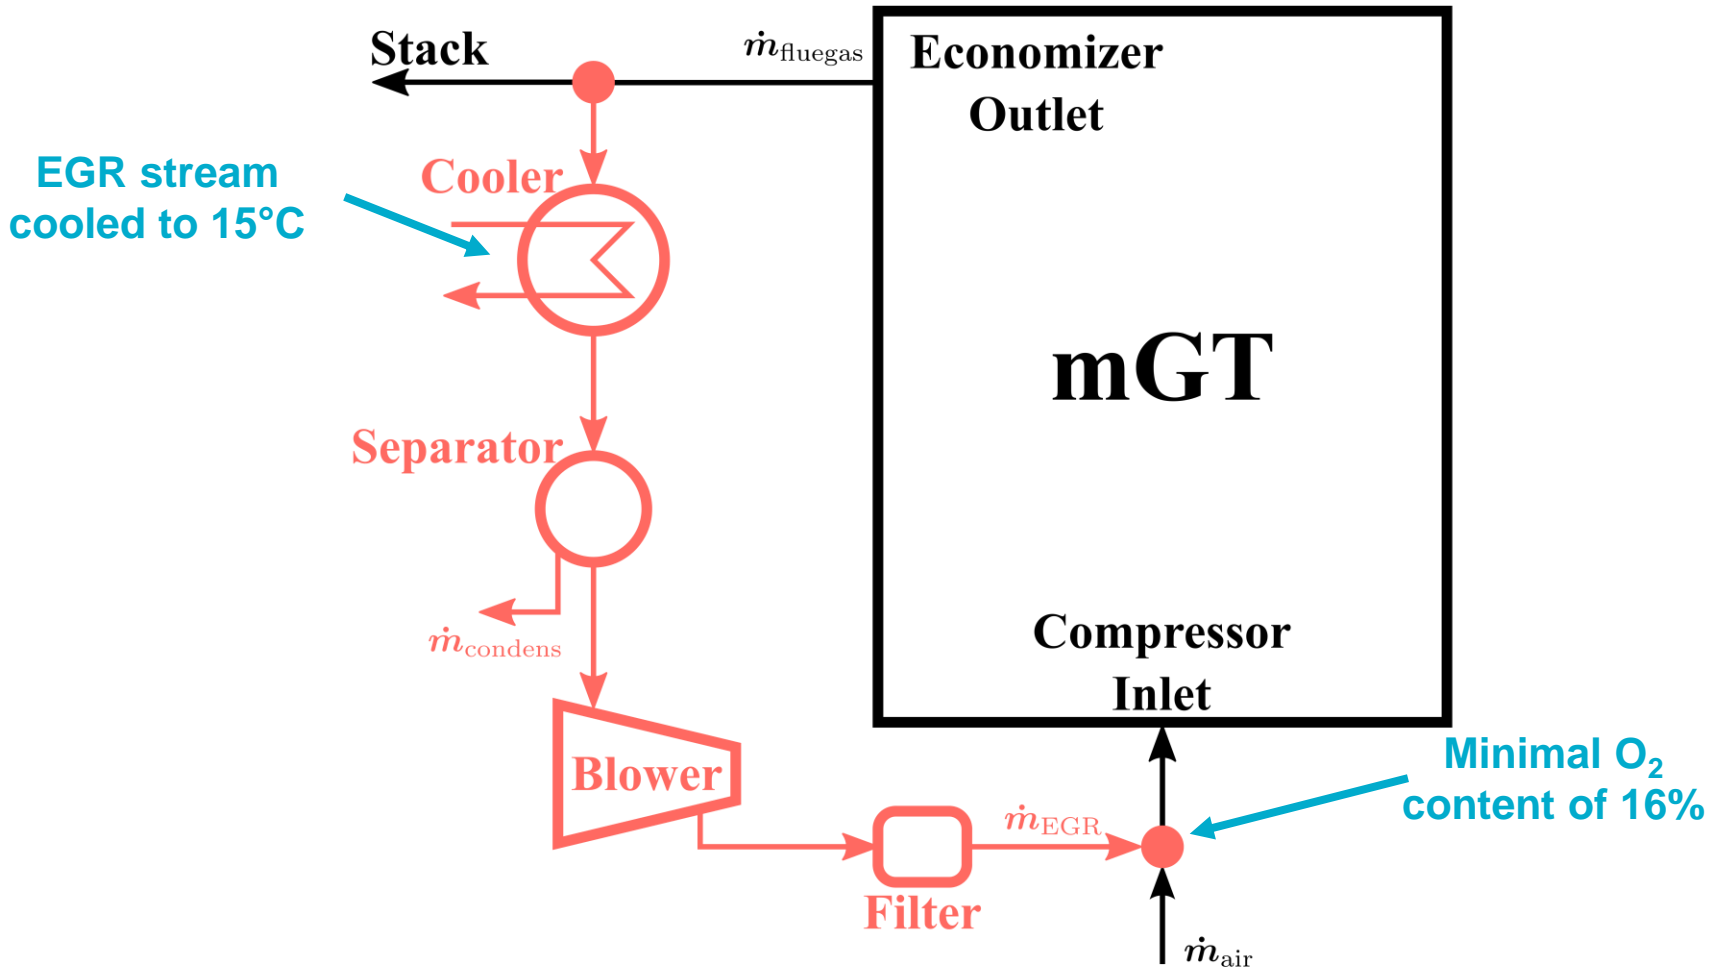 Stack
ṁfluegas
Economizer
Outlet
EGR stream
cooled to 15°C
Cooler
mGT
Separator
ṁcondens
Compressor
Inlet
Blower
Minimal O₂
content of 16%
ṁEGR
Filter
ṁair